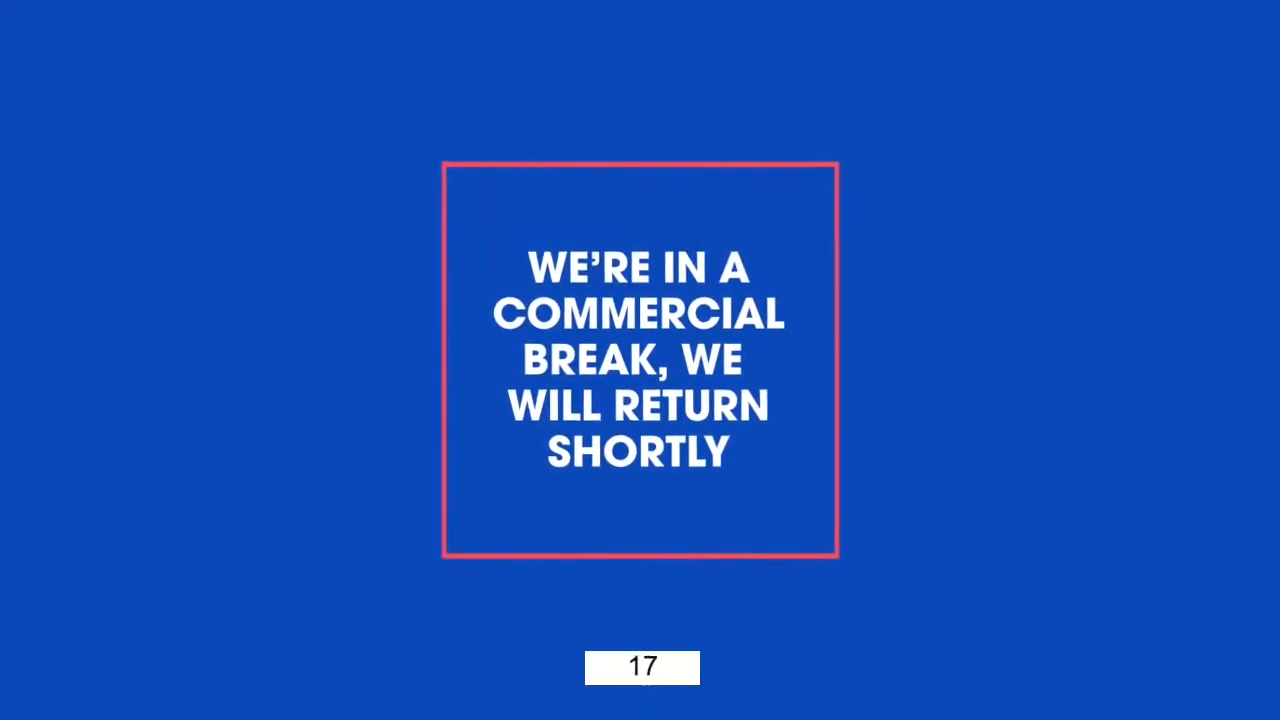 WE’RE IN A
COMMERCIAL
BREAK, WE
WILL RETURN
SHORTLY
17